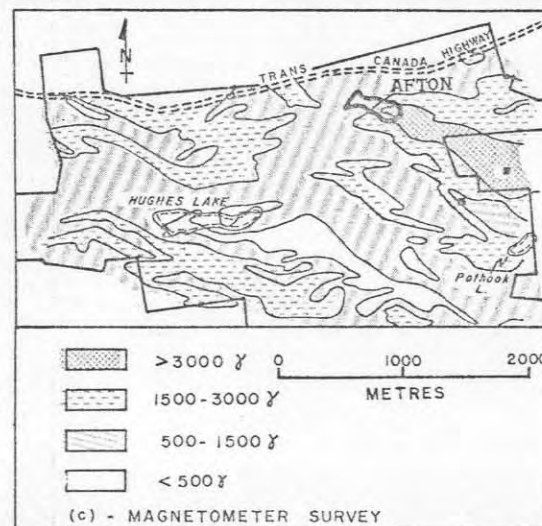 N
TRANS CANADA HIGHWAY
AFTON
HUGHES LAKE
Pothook
L.
>3000 γ
1500-3000 γ
500-1500 γ
<500 γ
0 1000 2000
METRES
(c) - MAGNETOMETER SURVEY